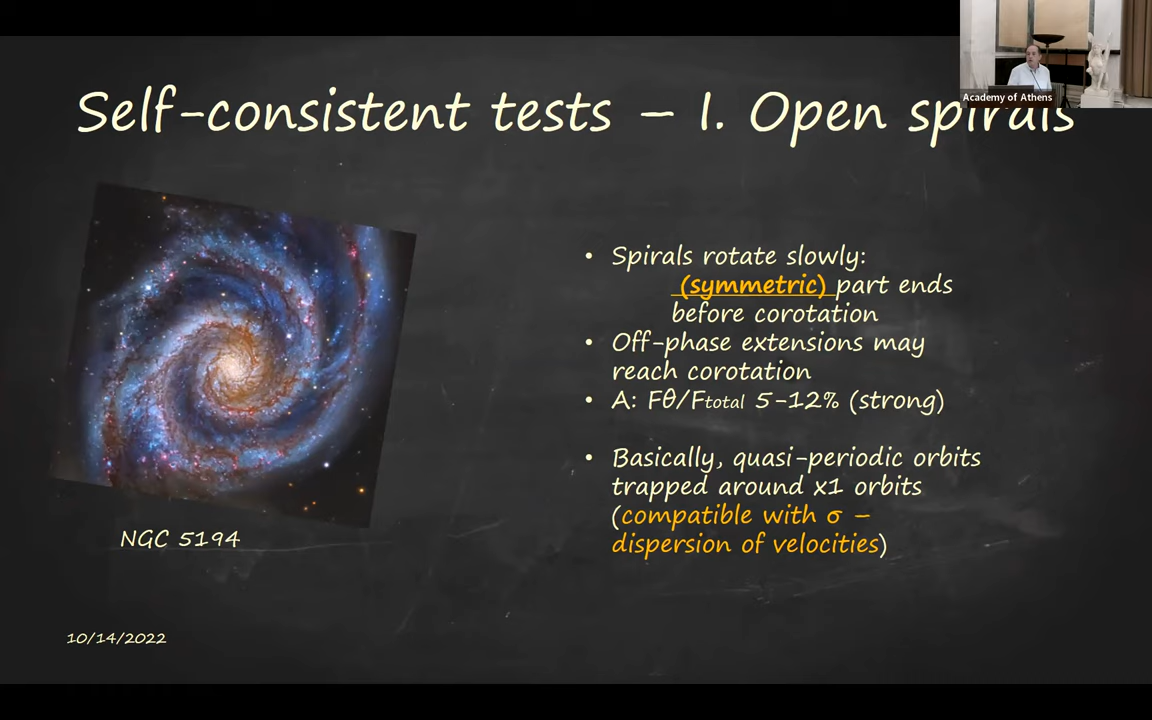 Academy of Athens
Self-consistent tests – I. Open spirals
• Spirals rotate slowly:
(symmetric) part ends
before corotation
• Off-phase extensions may
reach corotation
• A: Fθ/Ftotal 5-12% (strong)
• Basically, quasi-periodic orbits
trapped around x1 orbits
(compatible with σ –
dispersion of velocities)
NGC 5194
10/14/2022